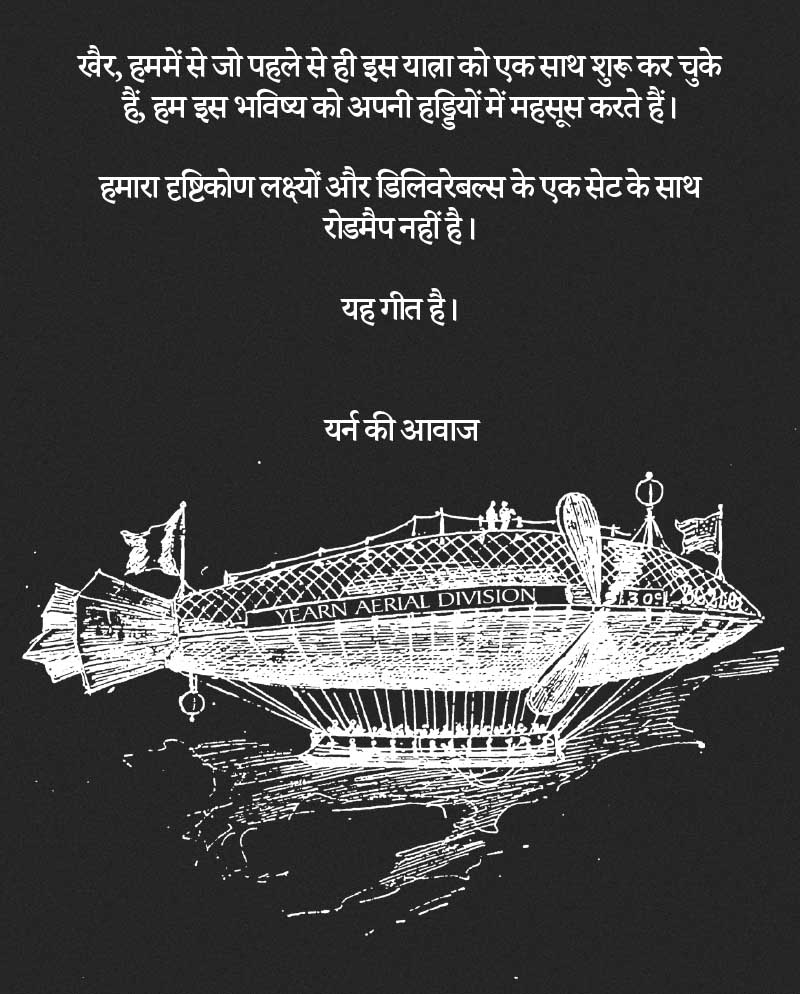 खैर, हममें से जो पहले से ही इस यात्रा को एक साथ शुरू कर चुके
हैं, हम इस भविष्य को अपनी हड्डियों में महसूस करते हैं।
हमारा दृष्टिकोण लक्ष्यों और डिलिवरेबल्स के एक सेट के साथ
रोडमैप नहीं है।
यह गीत है।
यर्न की आवाज
YEARN AERIAL DIVISION